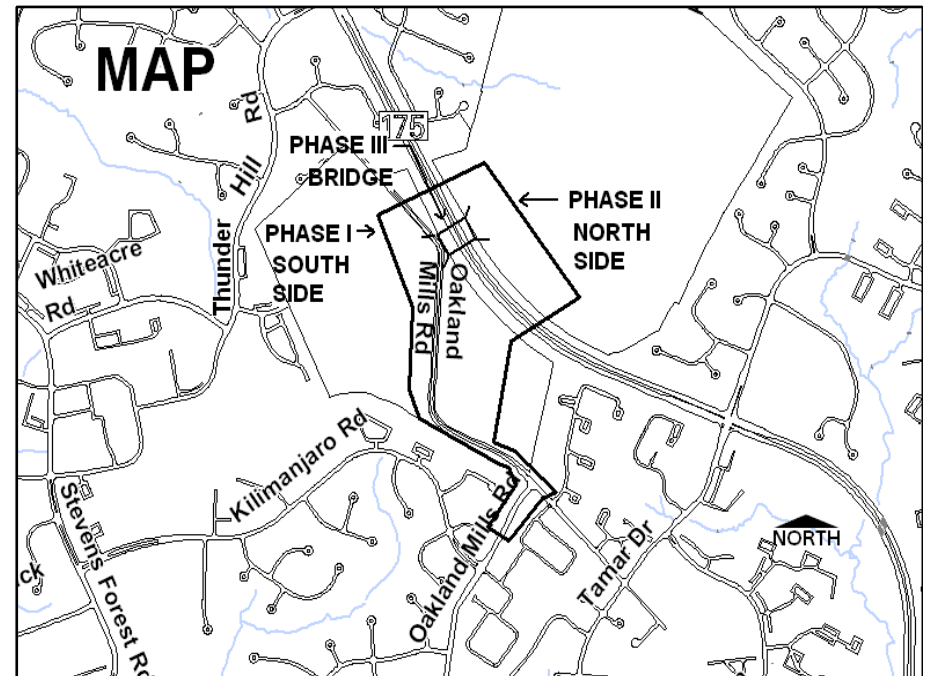 MAP
175
PHASE III
BRIDGE
PHASE II
NORTH
SIDE
PHASE I
SOUTH
SIDE
Thunder Hill Rd
Whiteacre
Rd
Oakland
Mills Rd
Kilimanjaro Rd
Stevens Forest Rd
Oakland Mills Rd
Tamar Dr
NORTH
ck